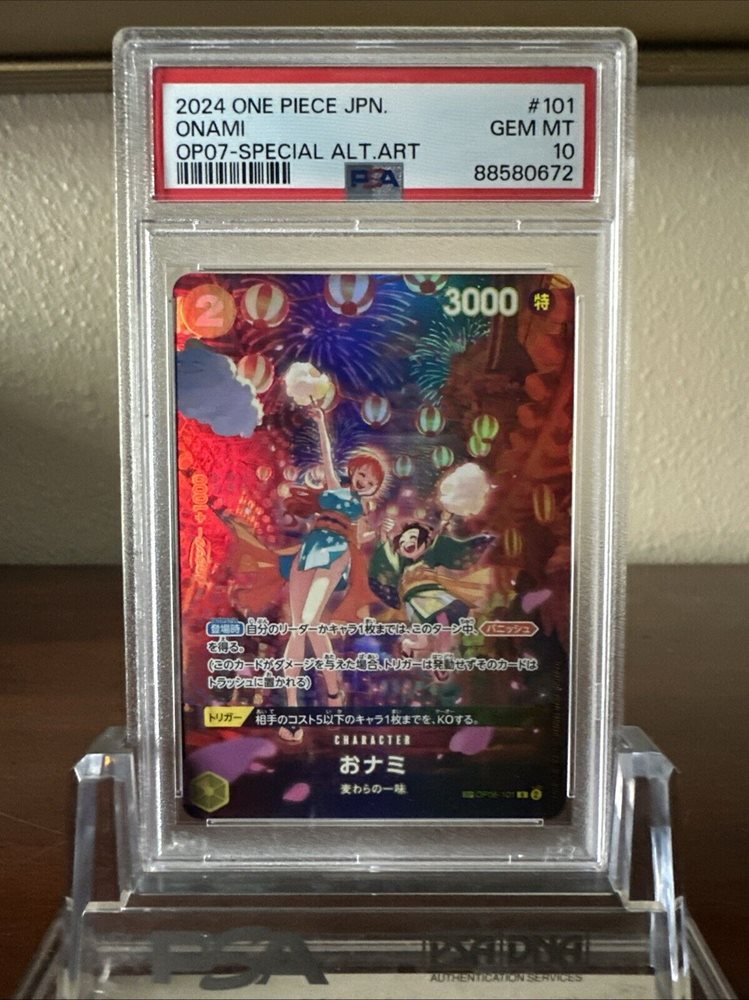 2024 ONE PIECE JPN. #101
ONAMI GEM MT
OP07-SPECIAL ALT.ART 10
PSA 88580672
2 3000 特
+1000
登場時 自分のリーダーかキャラ1枚までは、このターン中、バニッシュ
を得る。
(このカードがダメージを与えた場合、トリガーは発動せずそのカードは
トラッシュに置かれる)
トリガー 相手のコスト5以下のキャラ1枚までを、KOする。
CHARACTER
おナミ
麦わらの一味
OP06-101 R 2
PSA PSA/DNA
AUTHENTICATION SERVICES